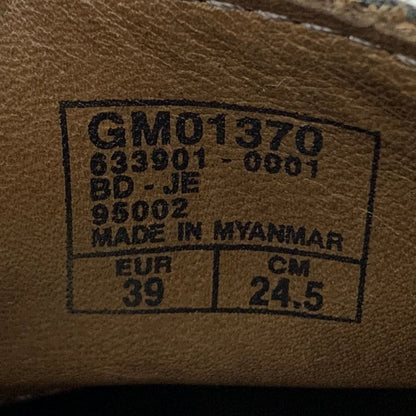 GM01370
633901-0001
BD-JE
95002
MADE IN MYANMAR
EUR CM
39 24.5